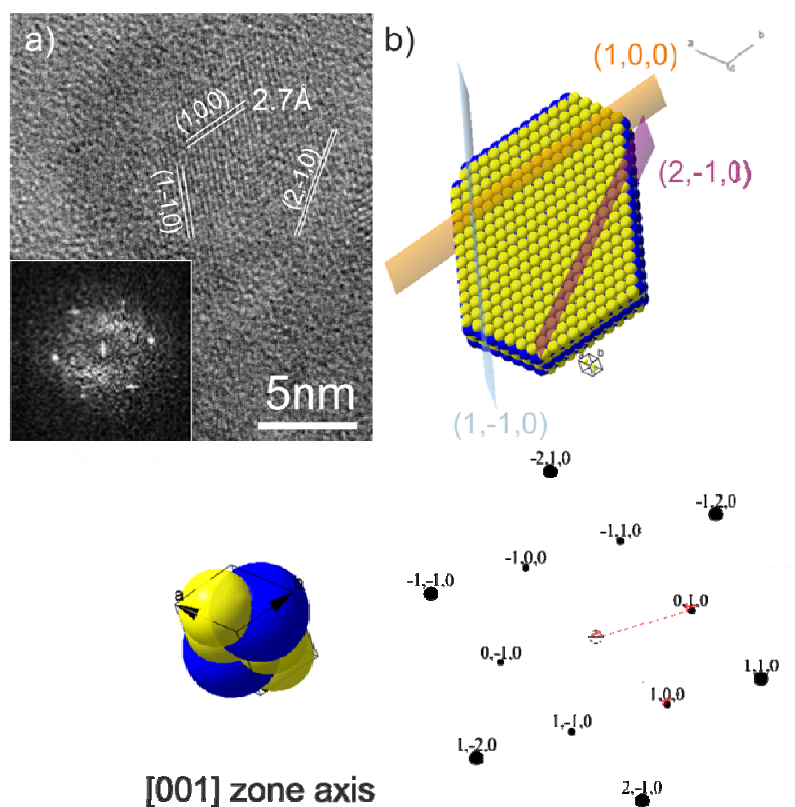 a)
(1,0,0)
2.7Å
(1,-1,0)
(2,-1,0)
5nm
b)
a
b
c
(1,0,0)
(2,-1,0)
(1,-1,0)
-2,1,0
-1,2,0
-1,1,0
-1,0,0
-1,-1,0
0,1,0
0,-1,0
1,1,0
1,0,0
1,-1,0
1,-2,0
2,-1,0
a
[001] zone axis